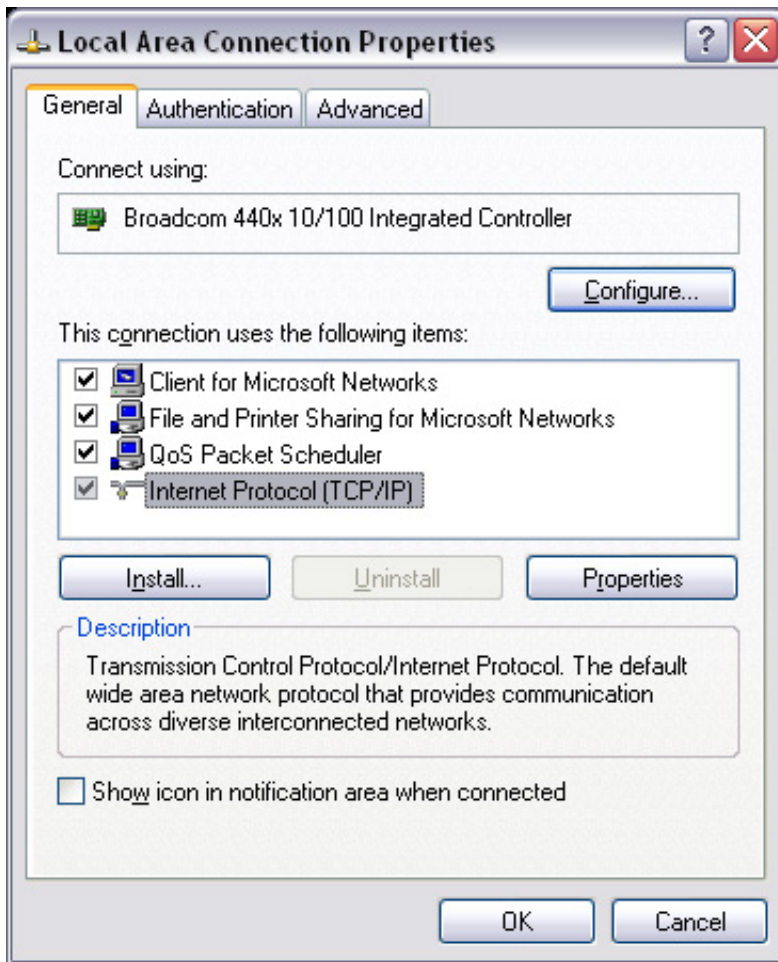 Local Area Connection Properties
General Authentication Advanced
Connect using:
Broadcom 440x 10/100 Integrated Controller
Configure...
This connection uses the following items:
Client for Microsoft Networks
File and Printer Sharing for Microsoft Networks
QoS Packet Scheduler
Internet Protocol (TCP/IP)
Install... Uninstall Properties
Description
Transmission Control Protocol/Internet Protocol. The default
wide area network protocol that provides communication
across diverse interconnected networks.
Show icon in notification area when connected
OK Cancel